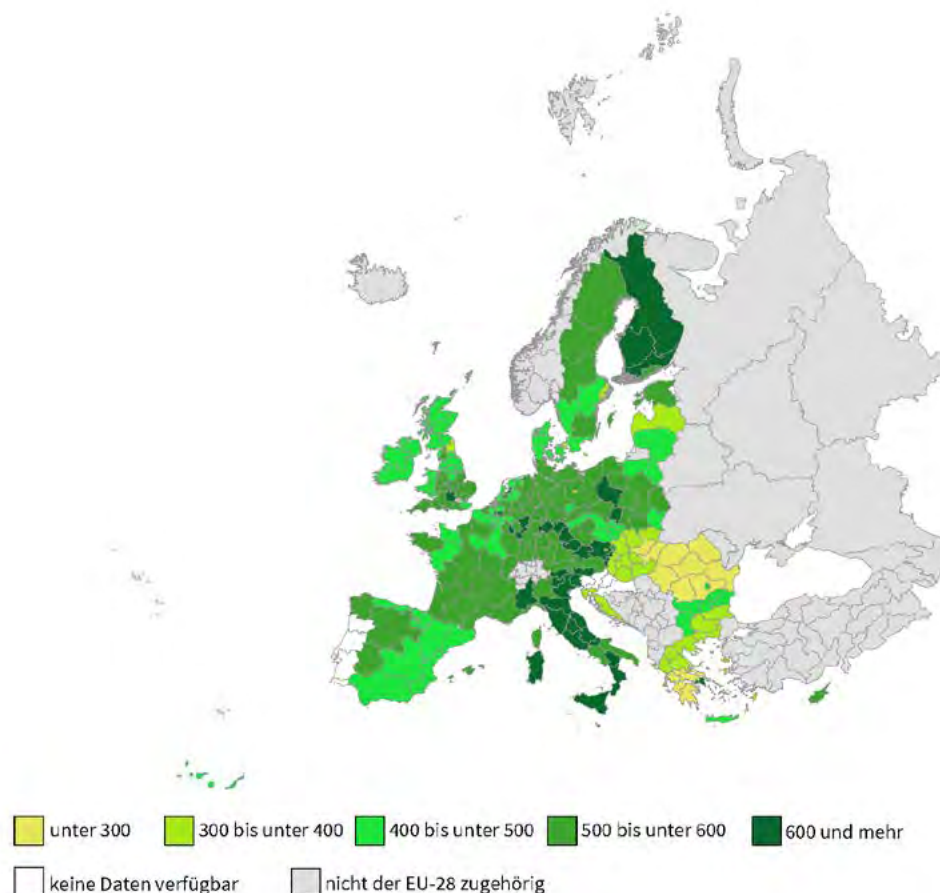 unter 300 300 bis unter 400 400 bis unter 500 500 bis unter 600 600 und mehr
keine Daten verfügbar nicht der EU-28 zugehörig